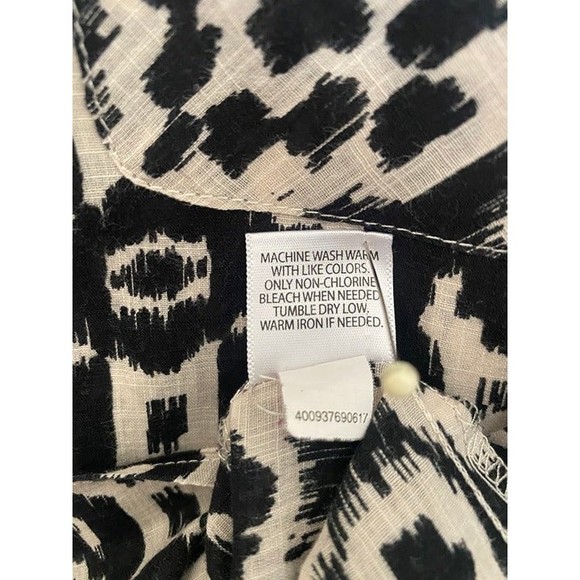 MACHINE WASH WARM
WITH LIKE COLORS.
ONLY NON-CHLORINE
BLEACH WHEN NEEDED
TUMBLE DRY LOW.
WARM IRON IF NEEDED.
400937690617